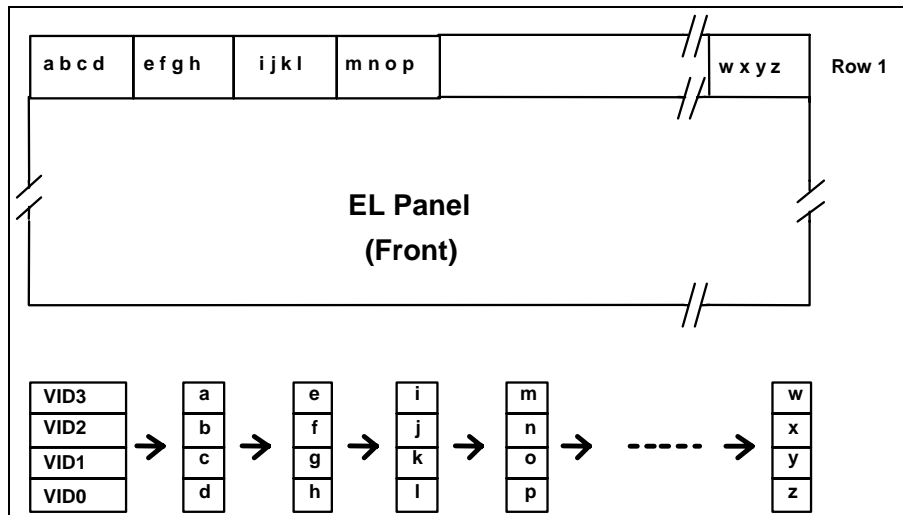 a b c d e f g h i j k l m n o p w x y z Row 1
EL Panel
(Front)
VID3 a e i m w
VID2 b f j n x
VID1 c g k o y
VID0 d h l p z